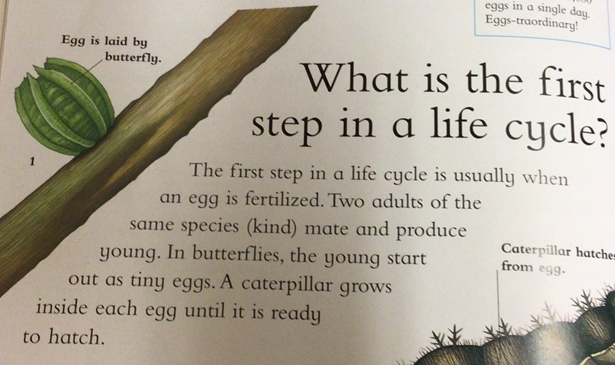 eggs in a single day.
Eggs-traordinary!
Egg is laid by
butterfly.
1
What is the first
step in a life cycle?
The first step in a life cycle is usually when
an egg is fertilized. Two adults of the
same species (kind) mate and produce
young. In butterflies, the young start
out as tiny eggs. A caterpillar grows
inside each egg until it is ready
to hatch.
Caterpillar hatches
from egg.